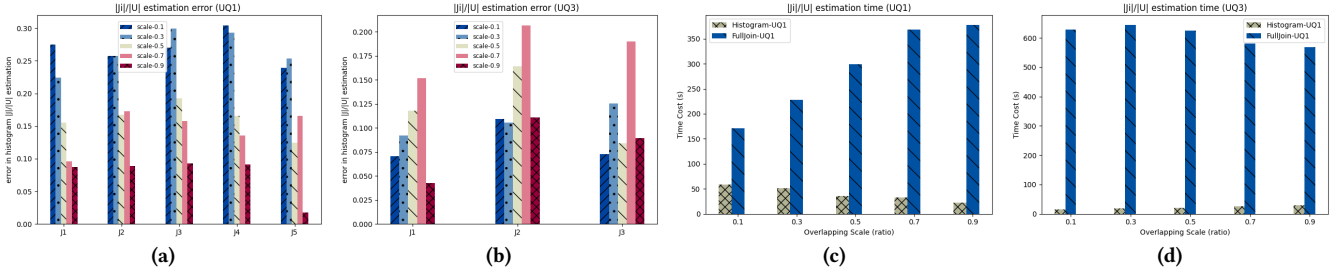 |Ji|/|U| estimation error (UQ1)
error in histogram |J|/|U| estimation
0.30
0.25
0.20
0.15
0.10
0.05
0.00
scale-0.1
scale-0.3
scale-0.5
scale-0.7
scale-0.9
J1 J2 J3 J4 J5
(a)
|Ji|/|U| estimation error (UQ3)
error in histogram |J|/|U| estimation
0.200
0.175
0.150
0.125
0.100
0.075
0.050
0.025
0.000
scale-0.1
scale-0.3
scale-0.5
scale-0.7
scale-0.9
J1 J2 J3
(b)
|Ji|/|U| estimation time (UQ1)
Time Cost (s)
350
300
250
200
150
100
50
0
Histogram-UQ1
FullJoin-UQ1
0.1 0.3 0.5 0.7 0.9
Overlapping Scale (ratio)
(c)
|Ji|/|U| estimation time (UQ3)
Time Cost (s)
600
500
400
300
200
100
0
Histogram-UQ1
FullJoin-UQ1
0.1 0.3 0.5 0.7 0.9
Overlapping Scale (ratio)
(d)